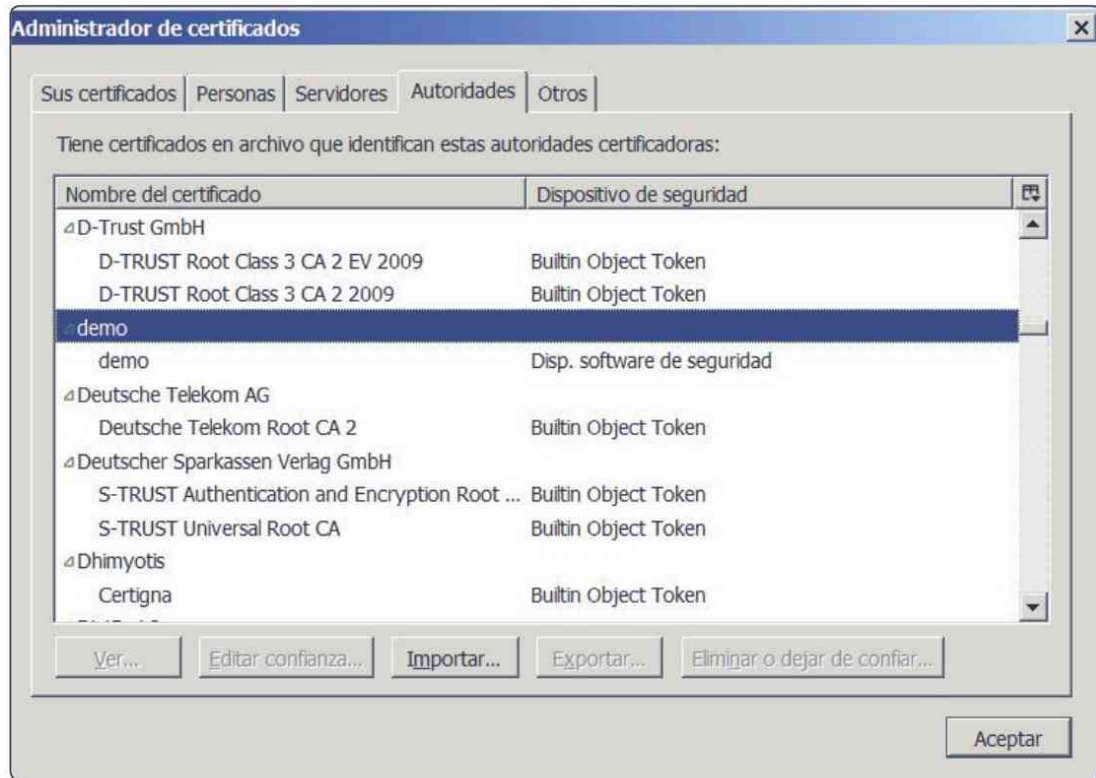 Administrador de certificados
Sus certificados Personas Servidores Autoridades Otros
Tiene certificados en archivo que identifican estas autoridades certificadoras:
Nombre del certificado Dispositivo de seguridad
D-Trust GmbH
D-TRUST Root Class 3 CA 2 EV 2009 Builtin Object Token
D-TRUST Root Class 3 CA 2 2009 Builtin Object Token
demo
demo Disp. software de seguridad
Deutsche Telekom AG
Deutsche Telekom Root CA 2 Builtin Object Token
Deutscher Sparkassen Verlag GmbH
S-TRUST Authentication and Encryption Root ... Builtin Object Token
S-TRUST Universal Root CA Builtin Object Token
Dhimyotis
Certigna Builtin Object Token
Ver... Editar confianza... Importar... Exportar... Eliminar o dejar de confiar...
Aceptar